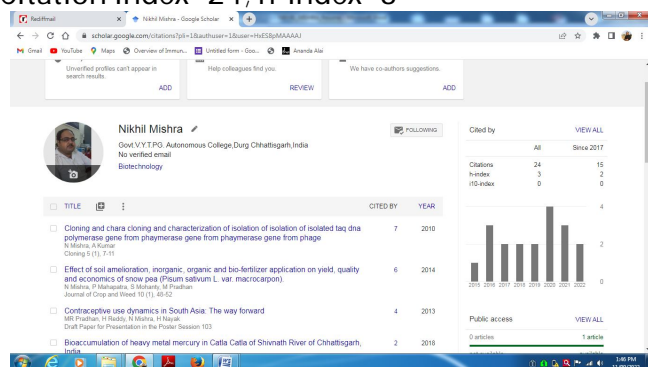 citation index- 24, h-index- 3
Rediffmail
Nikhil Mishra - Google Scholar
scholar.google.com/citations?pli=1&authuser=1&user=HxES8pMAAAAJ
Gmail
YouTube
Maps
Overview of Immun...
Untitled form - Goo...
Ananda Alai
Unverified profiles can't appear in
search results.
ADD
Help colleagues find you.
REVIEW
We have co-authors suggestions.
ADD
Nikhil Mishra
FOLLOWING
Govt.V.Y.T.PG. Autonomous College,Durg Chhattisgarh,India
No verified email
Biotechnology
TITLE
CITED BY
YEAR
Cloning and chara cloning and characterization of isolation of isolation of isolated taq dna
polymerase gene from phaymerase gene from phaymerase gene from phage
N Mishra, A Kumar
Cloning 5 (1), 7-11
7
2010
Effect of soil amelioration, inorganic, organic and bio-fertilizer application on yield, quality
and economics of snow pea (Pisum sativum L. var. macrocarpon).
N Mishra, P Mahapatra, S Mohanty, M Pradhan
Journal of Crop and Weed 10 (1), 45-52
6
2014
Contraceptive use dynamics in South Asia: The way forward
MR Pradhan, H Reddy, N Mishra, H Nayak
Draft Paper for Presentation in the Poster Session 103
4
2013
Bioaccumulation of heavy metal mercury in Catla Catla of Shivnath River of Chhattisgarh,
India
2
2018
Cited by
VIEW ALL
All
Since 2017
Citations
24
15
h-index
3
2
i10-index
0
0
4
2
0
2015 2016 2017 2018 2019 2020 2021 2022
Public access
VIEW ALL
0 articles
1 article
1:46 PM